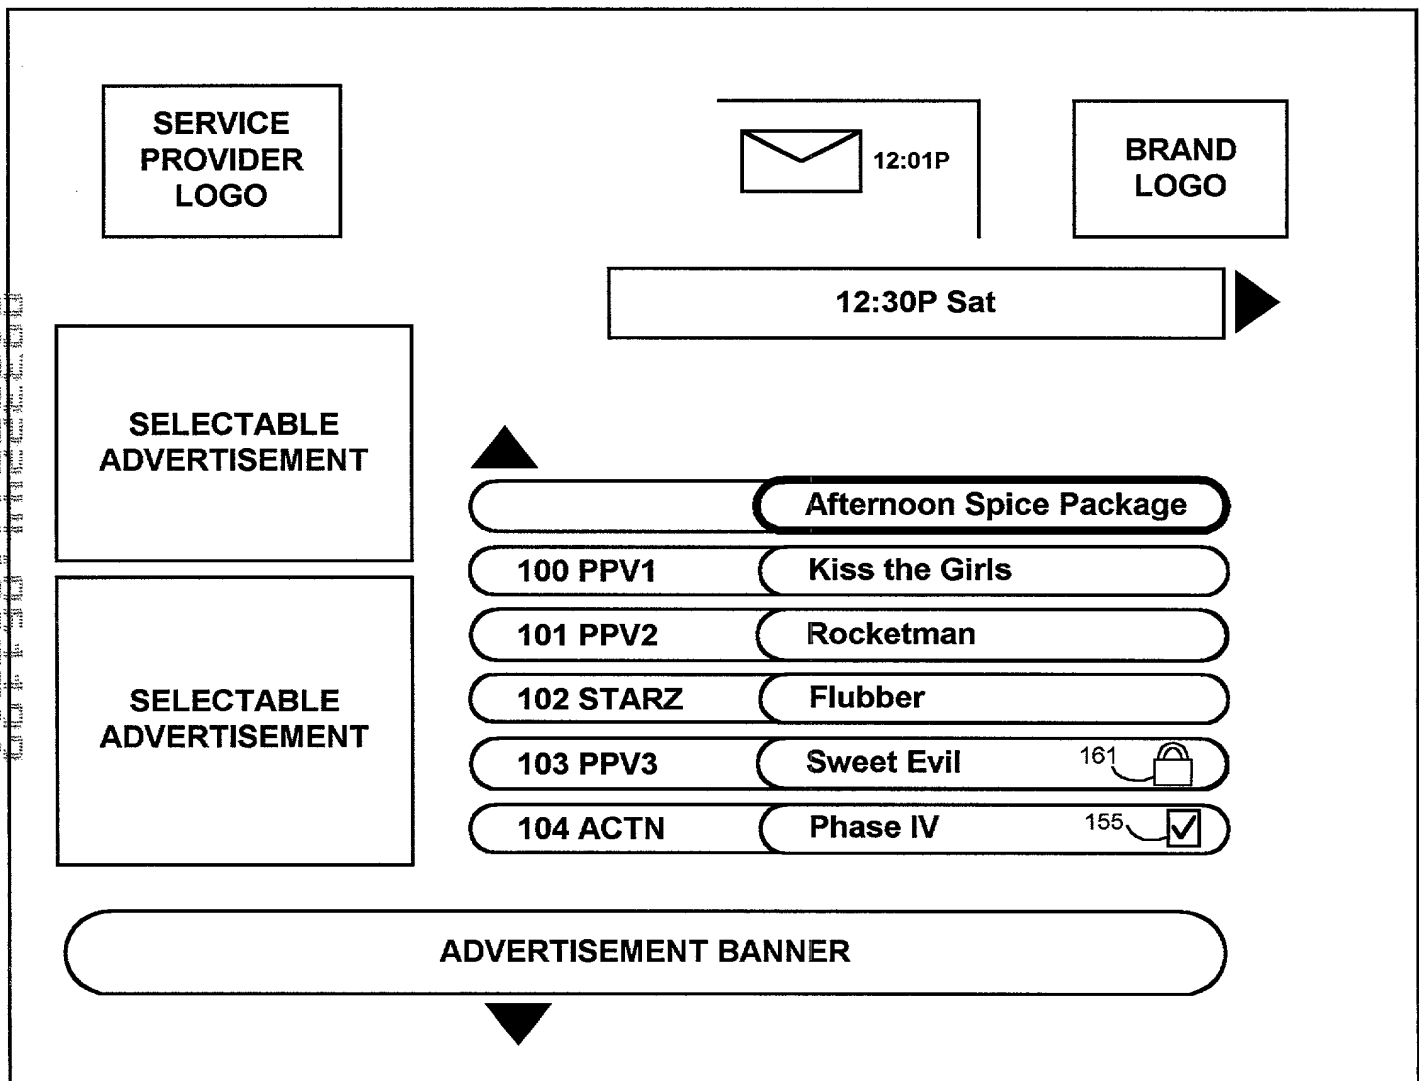 SERVICE
PROVIDER
LOGO
12:01P
BRAND
LOGO
12:30P Sat
SELECTABLE
ADVERTISEMENT
Afternoon Spice Package
100 PPV1 Kiss the Girls
101 PPV2 Rocketman
102 STARZ Flubber
SELECTABLE
ADVERTISEMENT
103 PPV3 Sweet Evil 161
104 ACTN Phase IV 155
ADVERTISEMENT BANNER